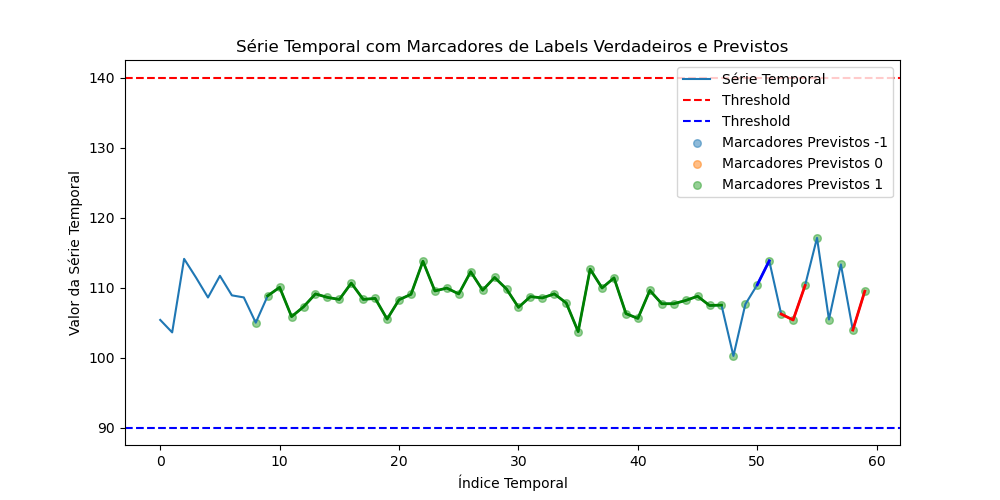 Série Temporal com Marcadores de Labels Verdadeiros e Previstos
140
130
120
110
100
90
Valor da Série Temporal
Série Temporal
Threshold
Threshold
Marcadores Previstos -1
Marcadores Previstos 0
Marcadores Previstos 1
0
10
20
30
40
50
60
Índice Temporal